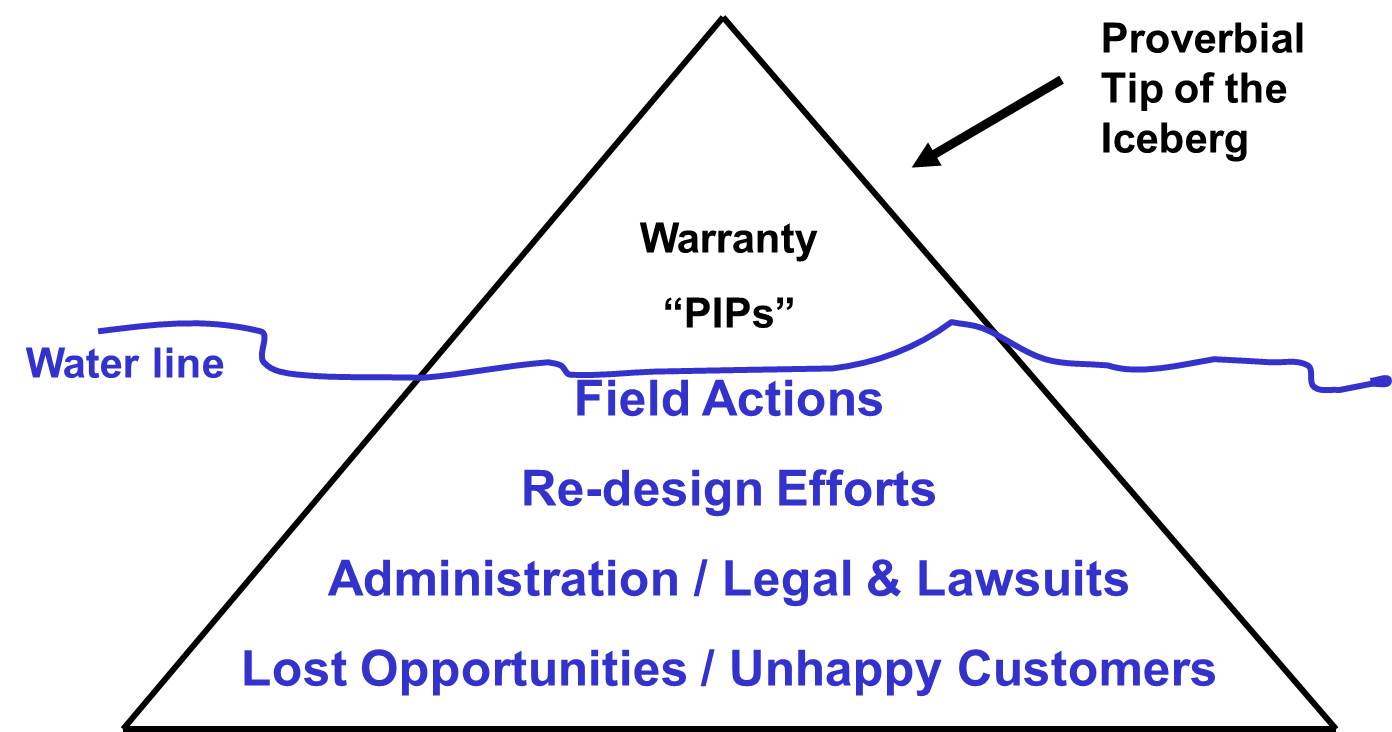 Proverbial
Tip of the
Iceberg
Warranty
“PIPs”
Water line
Field Actions
Re-design Efforts
Administration / Legal & Lawsuits
Lost Opportunities / Unhappy Customers